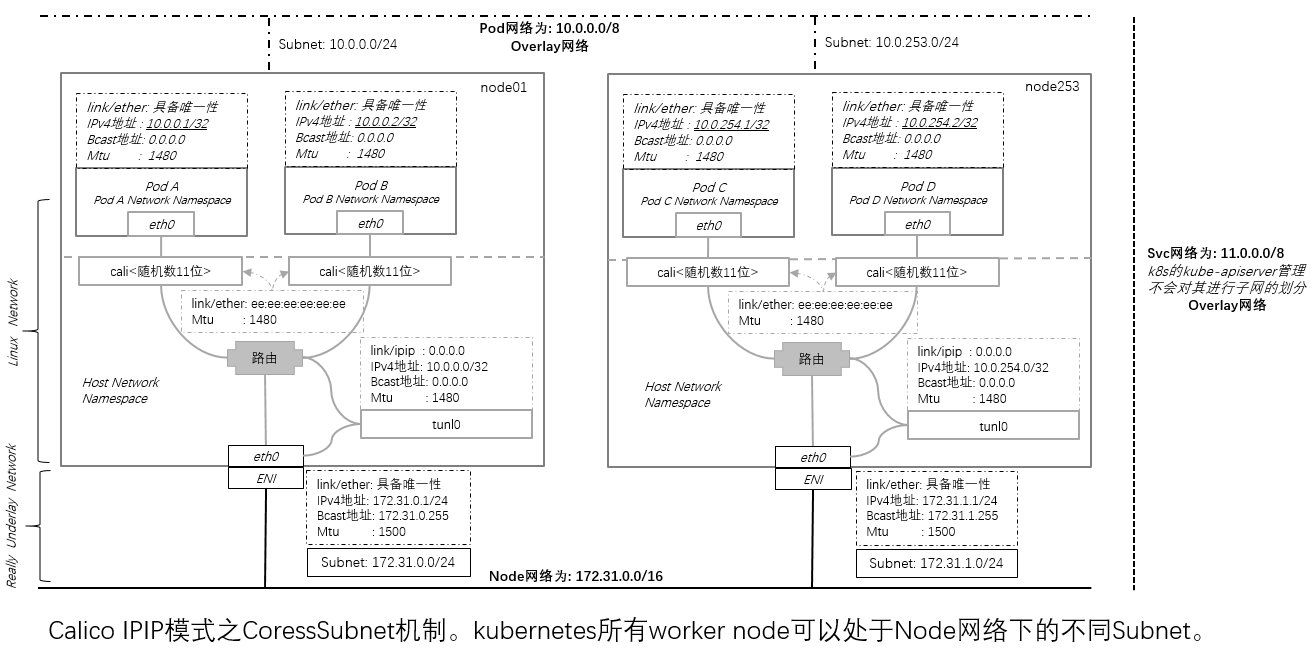 Pod网络为: 10.0.0.0/8
Overlay网络
Subnet: 10.0.0.0/24
Subnet: 10.0.253.0/24
node01
link/ether: 具备唯一性
IPv4地址 : 10.0.0.1/32
Bcast地址: 0.0.0.0
Mtu : 1480
link/ether: 具备唯一性
IPv4地址 : 10.0.0.2/32
Bcast地址: 0.0.0.0
Mtu : 1480
Pod A
Pod A Network Namespace
eth0
Pod B
Pod B Network Namespace
eth0
cali<随机数11位>
cali<随机数11位>
link/ether: ee:ee:ee:ee:ee:ee
Mtu : 1480
路由
link/ipip : 0.0.0.0
IPv4地址: 10.0.0.0/32
Bcast地址: 0.0.0.0
Mtu : 1480
tunl0
Host Network
Namespace
eth0
ENI
link/ether: 具备唯一性
IPv4地址: 172.31.0.1/24
Bcast地址: 172.31.0.255
Mtu : 1500
Subnet: 172.31.0.0/24
node253
link/ether: 具备唯一性
IPv4地址 : 10.0.254.1/32
Bcast地址: 0.0.0.0
Mtu : 1480
link/ether: 具备唯一性
IPv4地址 : 10.0.254.2/32
Bcast地址: 0.0.0.0
Mtu : 1480
Pod C
Pod C Network Namespace
eth0
Pod D
Pod D Network Namespace
eth0
cali<随机数11位>
cali<随机数11位>
link/ether: ee:ee:ee:ee:ee:ee
Mtu : 1480
路由
link/ipip : 0.0.0.0
IPv4地址: 10.0.254.0/32
Bcast地址: 0.0.0.0
Mtu : 1480
tunl0
Host Network
Namespace
eth0
ENI
link/ether: 具备唯一性
IPv4地址: 172.31.1.1/24
Bcast地址: 172.31.1.255
Mtu : 1500
Subnet: 172.31.1.0/24
Linux Network
Really Underlay Network
Svc网络为: 11.0.0.0/8
k8s的kube-apiserver管理
不会对其进行子网的划分
Overlay网络
Node网络为: 172.31.0.0/16
Calico IPIP模式之CoressSubnet机制。kubernetes所有worker node可以处于Node网络下的不同Subnet。